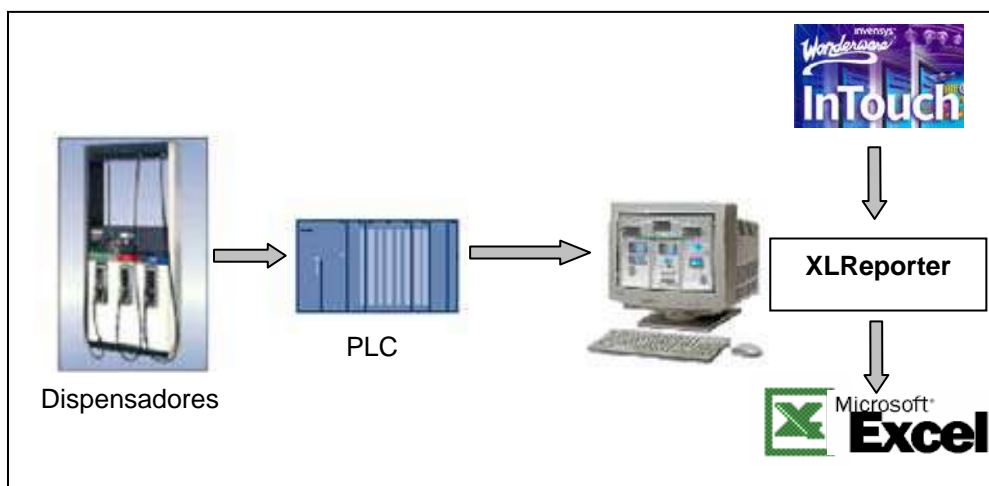 invensys
Wonderware
InTouch
XLReporter
PLC
Dispensadores
Microsoft®
Excel